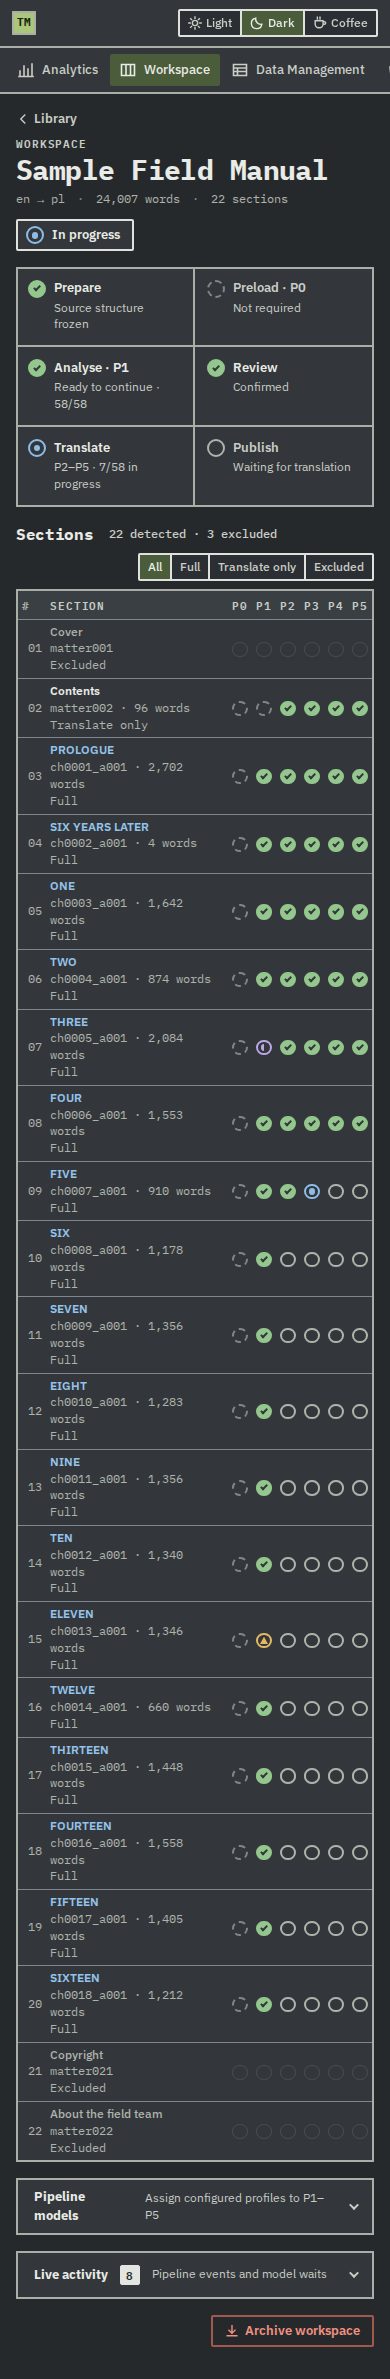 TM
Light Dark Coffee
Analytics Workspace Data Management
Library
WORKSPACE
Sample Field Manual
en → pl · 24,007 words · 22 sections
In progress
Prepare
Source structure
frozen
Preload · P0
Not required
Analyse · P1
Ready to continue ·
58/58
Review
Confirmed
Translate
P2–P5 · 7/58 in
progress
Publish
Waiting for translation
Sections 22 detected · 3 excluded
All Full Translate only Excluded
# SECTION P0 P1 P2 P3 P4 P5
Cover
01 matter001
Excluded
Contents
02 matter002 · 96 words
Translate only
PROLOGUE
03 ch0001_a001 · 2,702
words
Full
SIX YEARS LATER
04 ch0002_a001 · 4 words
Full
ONE
05 ch0003_a001 · 1,642
words
Full
TWO
06 ch0004_a001 · 874 words
Full
THREE
07 ch0005_a001 · 2,084
words
Full
FOUR
08 ch0006_a001 · 1,553
words
Full
FIVE
09 ch0007_a001 · 910 words
Full
SIX
10 ch0008_a001 · 1,178
words
Full
SEVEN
11 ch0009_a001 · 1,356
words
Full
EIGHT
12 ch0010_a001 · 1,283
words
Full
NINE
13 ch0011_a001 · 1,356
words
Full
TEN
14 ch0012_a001 · 1,340
words
Full
ELEVEN
15 ch0013_a001 · 1,346
words
Full
TWELVE
16 ch0014_a001 · 660 words
Full
THIRTEEN
17 ch0015_a001 · 1,448
words
Full
FOURTEEN
18 ch0016_a001 · 1,558
words
Full
FIFTEEN
19 ch0017_a001 · 1,405
words
Full
SIXTEEN
20 ch0018_a001 · 1,212
words
Full
Copyright
21 matter021
Excluded
About the field team
22 matter022
Excluded
Pipeline
models
Assign configured profiles to P1–
P5
Live activity 8 Pipeline events and model waits
Archive workspace